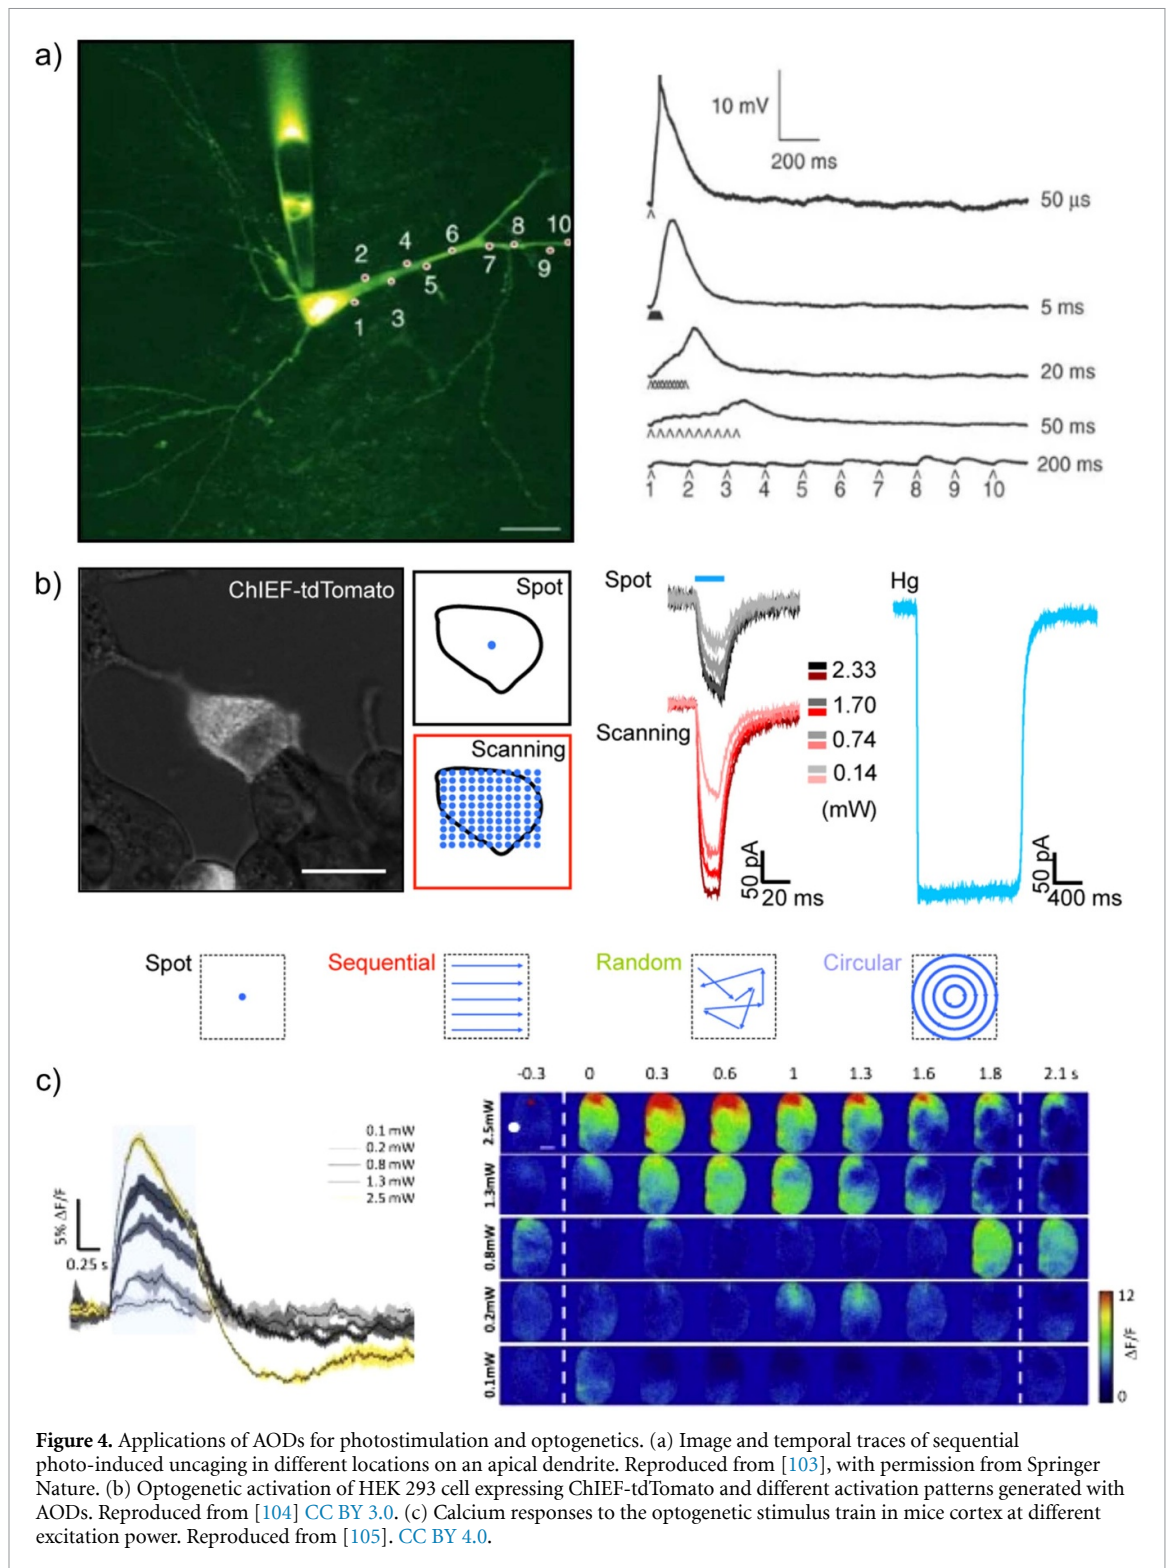 a)
10 mV
200 ms
50 µs
5 ms
20 ms
50 ms
200 ms
1 2 3 4 5 6 7 8 9 10
2 4 6 8 10
1 3 5 7 9
b)
ChIEF-tdTomato
Spot
Scanning
Spot
Scanning
2.33
1.70
0.74
0.14
(mW)
50 pA
20 ms
Hg
50 pA
400 ms
Spot
Sequential
Random
Circular
c)
5% ΔF/F
0.25 s
0.1 mW
0.2 mW
0.8 mW
1.3 mW
2.5 mW
-0.3 0 0.3 0.6 1 1.3 1.6 1.8 2.1 s
2.5mW
1.3mW
0.8mW
0.2mW
0.1mW
12
ΔF/F
0
Figure 4. Applications of AODs for photostimulation and optogenetics. (a) Image and temporal traces of sequential
photo-induced uncaging in different locations on an apical dendrite. Reproduced from [103], with permission from Springer
Nature. (b) Optogenetic activation of HEK 293 cell expressing ChIEF-tdTomato and different activation patterns generated with
AODs. Reproduced from [104] CC BY 3.0. (c) Calcium responses to the optogenetic stimulus train in mice cortex at different
excitation power. Reproduced from [105]. CC BY 4.0.